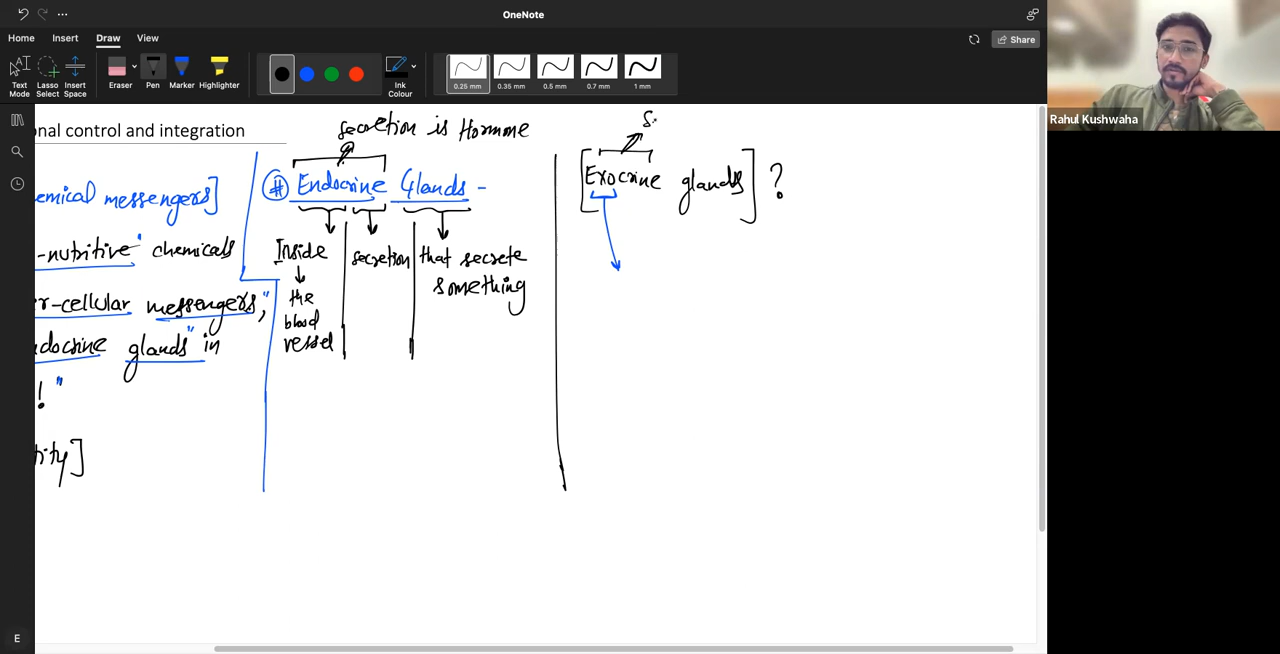 OneNote
Home Insert Draw View
Share
Text Mode
Lasso Select
Insert Space
Eraser
Pen
Marker
Highlighter
Ink Colour
0.25 mm
0.35 mm
0.5 mm
0.7 mm
1 mm
Rahul Kushwaha
onal control and integration
emical messengers]
-nutritive" chemicals
r-cellular messengers,"
ndocrine glands" in
! "
tity]
Secretion is Hormone
# Endocrine Glands -
Inside
the
blood
vessel
secretion
that secrete
something
S
[Exocrine glands] ?
E